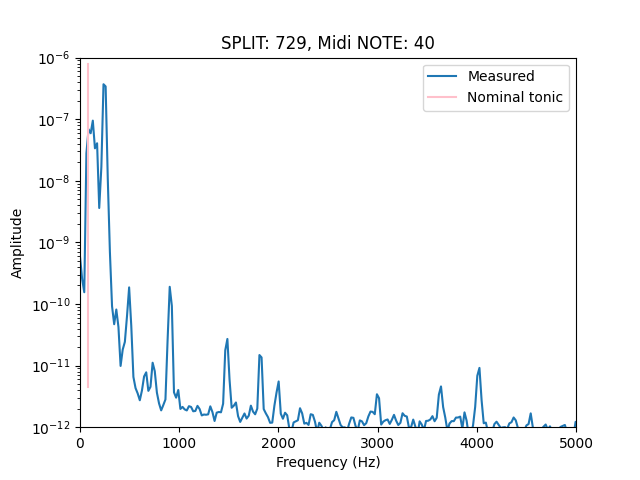 SPLIT: 729, Midi NOTE: 40
Measured
Nominal tonic
Amplitude
10⁻⁶
10⁻⁷
10⁻⁸
10⁻⁹
10⁻¹⁰
10⁻¹¹
10⁻¹²
0 1000 2000 3000 4000 5000
Frequency (Hz)